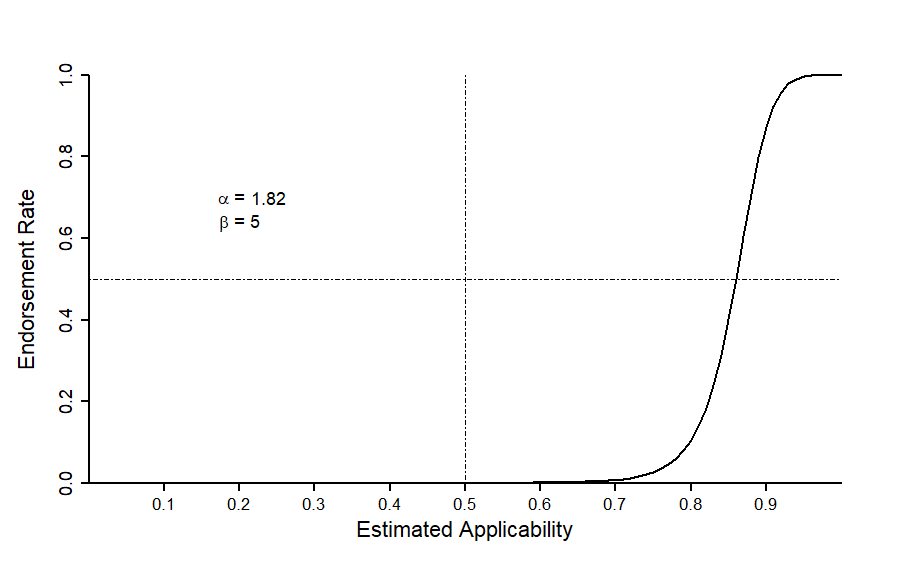 α = 1.82
β = 5
Endorsement Rate
1.0
0.8
0.6
0.4
0.2
0.0
0.1 0.2 0.3 0.4 0.5 0.6 0.7 0.8 0.9
Estimated Applicability